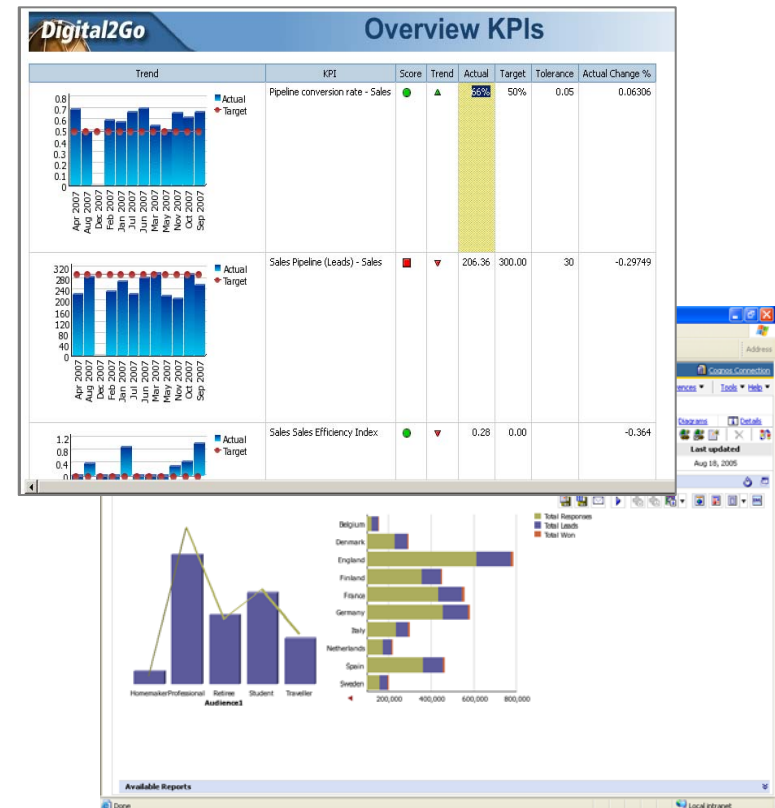 Digital2Go
Overview KPIs
Trend KPI Score Trend Actual Target Tolerance Actual Change %
0.8
0.7
0.6
0.5
0.4
0.3
0.2
0.1
0
Actual
Target
Apr 2007
Aug 2007
Dec 2007
Feb 2007
Jan 2007
Jul 2007
Jun 2007
Mar 2007
May 2007
Nov 2007
Oct 2007
Sep 2007
Pipeline conversion rate - Sales 66% 50% 0.05 0.06306
320
280
240
200
160
120
80
40
0
Actual
Target
Apr 2007
Aug 2007
Dec 2007
Feb 2007
Jan 2007
Jul 2007
Jun 2007
Mar 2007
May 2007
Nov 2007
Oct 2007
Sep 2007
Sales Pipeline (Leads) - Sales 206.36 300.00 30 -0.29749
1.2
0.8
0.4
0
Actual
Target
Sales Sales Efficiency Index 0.28 0.00 -0.364
Address
Cognos Connection
ences Tools Help
Diagrams Details
Last updated
Aug 18, 2005
Homemaker Professional Retiree Student Traveller
Audience1
Belgium
Denmark
England
Finland
France
Germany
Italy
Netherlands
Spain
Sweden
200,000 400,000 600,000 800,000
Total Responses
Total Leads
Total Won
Available Reports
Done
Local intranet